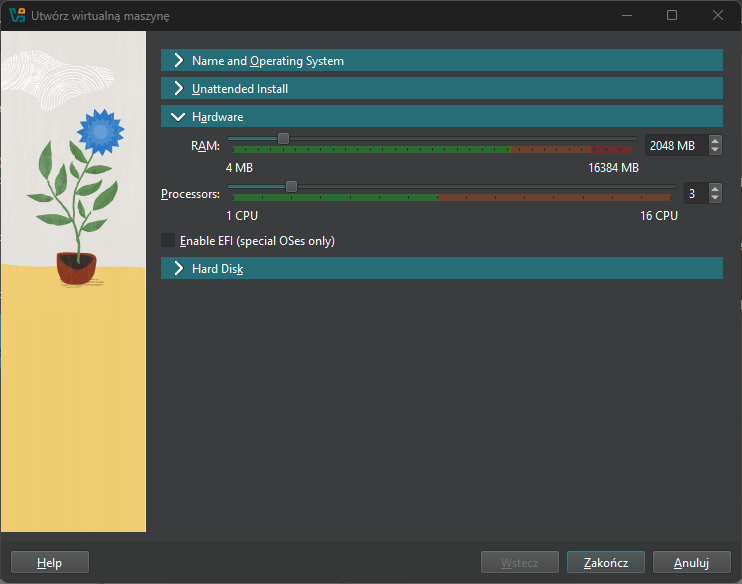 Utwórz wirtualną maszynę
Name and Operating System
Unattended Install
Hardware
RAM: 2048 MB
4 MB 16384 MB
Processors: 3
1 CPU 16 CPU
Enable EFI (special OSes only)
Hard Disk
Help Wstecz Zakończ Anuluj